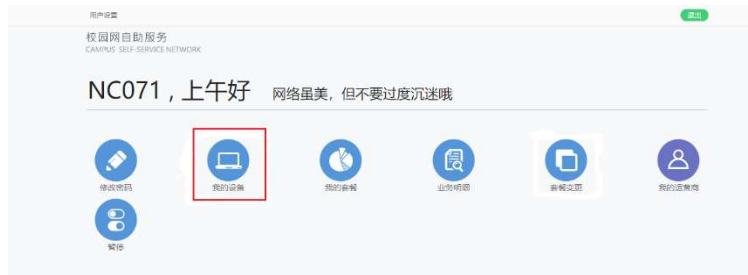 用户设置
退出
校园网自助服务
CAMPUS SELF-SERVICE NETWORK
NC071，上午好 网络虽美，但不要过度沉迷哦
修改密码 我的设备 我的套餐 业务明细 套餐变更 我的运营商
暂停